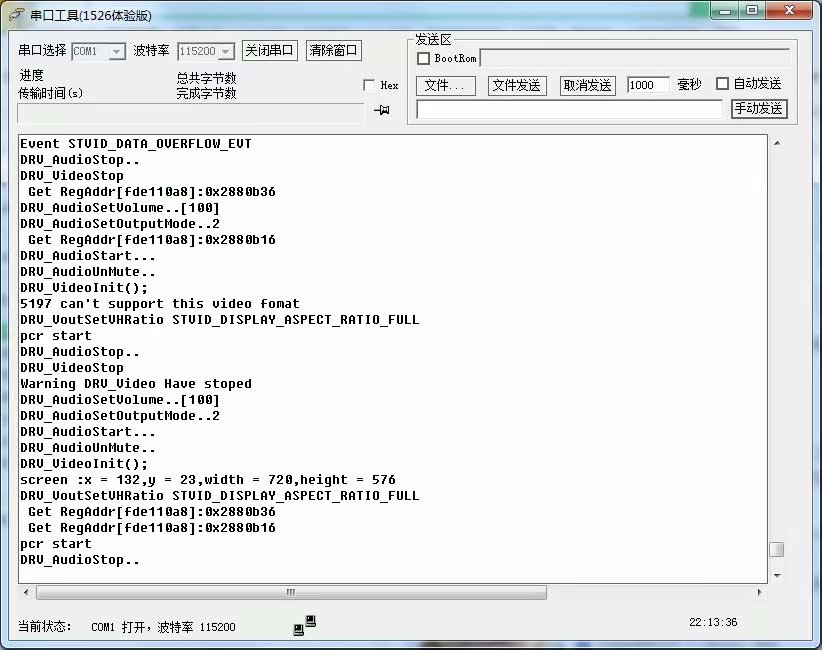 串口工具(1526体验版)
串口选择 COM1 波特率 115200 关闭串口 清除窗口
进度 总共字节数
传输时间(s) 完成字节数 Hex
发送区
BootRom
文件... 文件发送 取消发送 1000 毫秒 自动发送
手动发送
Event STVID_DATA_OVERFLOW_EVT
DRV_AudioStop..
DRV_VideoStop
Get RegAddr[fde110a8]:0x2880b36
DRV_AudioSetVolume..[100]
DRV_AudioSetOutputMode..2
Get RegAddr[fde110a8]:0x2880b16
DRV_AudioStart...
DRV_AudioUnMute..
DRV_VideoInit();
5197 can't support this video fomat
DRV_VoutSetVHRatio STVID_DISPLAY_ASPECT_RATIO_FULL
pcr start
DRV_AudioStop..
DRV_VideoStop
Warning DRV_Video Have stoped
DRV_AudioSetVolume..[100]
DRV_AudioSetOutputMode..2
DRV_AudioStart...
DRV_AudioUnMute..
DRV_VideoInit();
screen :x = 132,y = 23,width = 720,height = 576
DRV_VoutSetVHRatio STVID_DISPLAY_ASPECT_RATIO_FULL
Get RegAddr[fde110a8]:0x2880b36
Get RegAddr[fde110a8]:0x2880b16
pcr start
DRV_AudioStop..
当前状态: COM1 打开，波特率 115200 22:13:36